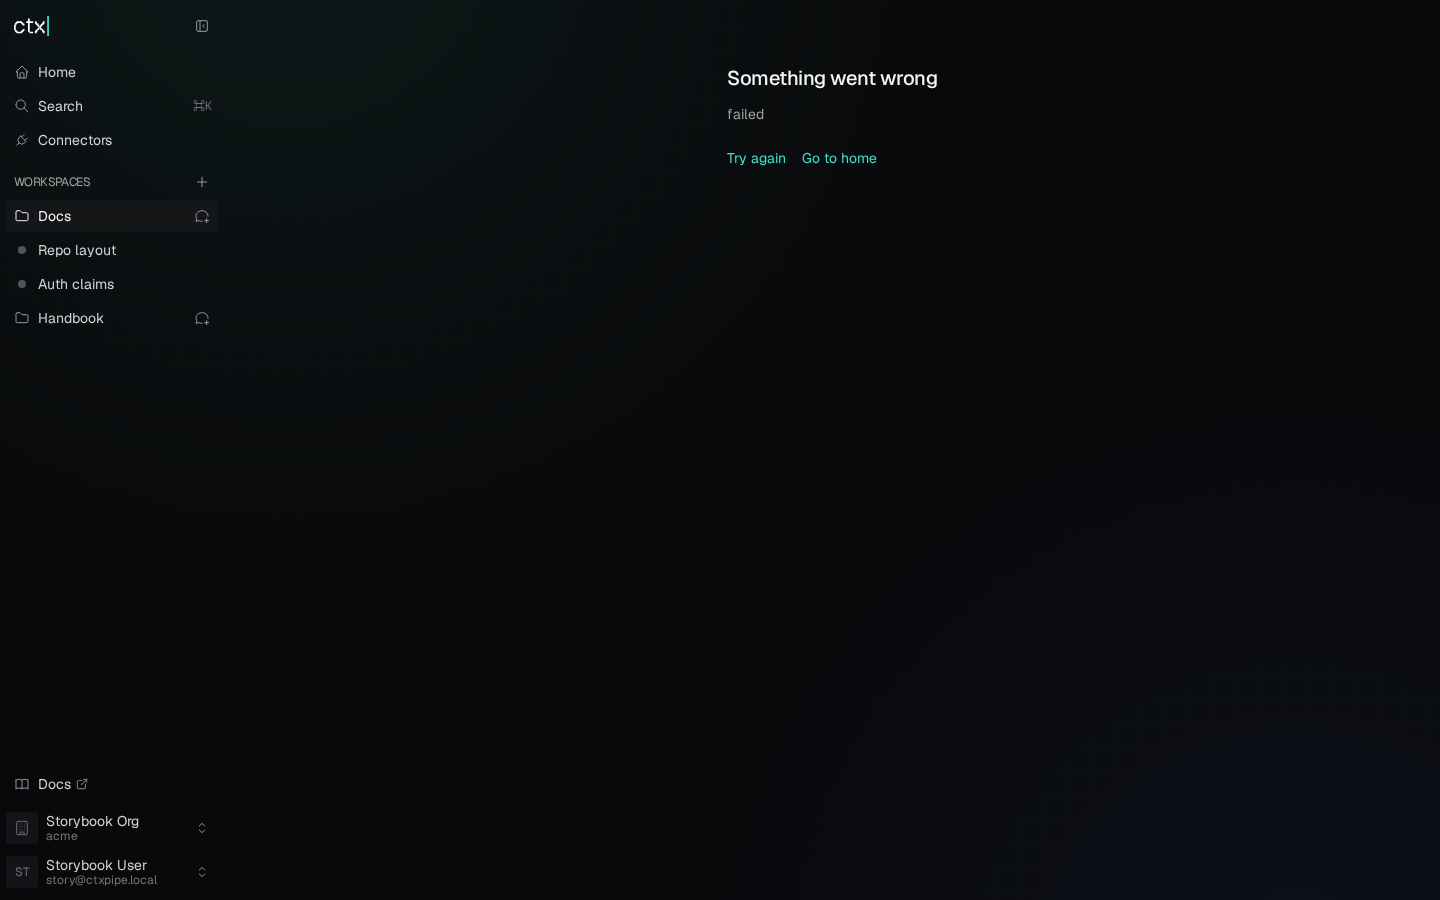 ctx
Home
Search ⌘K
Connectors
WORKSPACES
Docs
Repo layout
Auth claims
Handbook
Something went wrong
failed
Try again Go to home
Docs
Storybook Org
acme
ST
Storybook User
story@ctxpipe.local